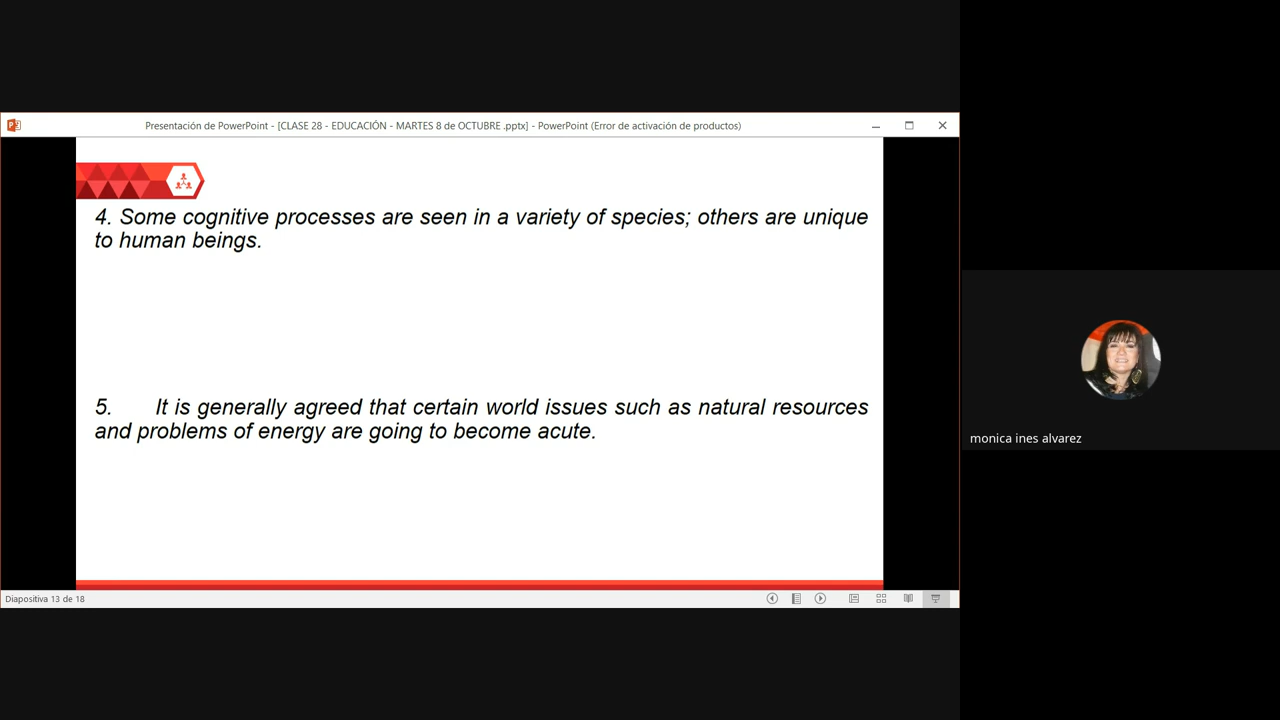 Presentación de PowerPoint - [CLASE 28 - EDUCACIÓN - MARTES 8 de OCTUBRE .pptx] - PowerPoint (Error de activación de productos)
4. Some cognitive processes are seen in a variety of species; others are unique
to human beings.
5. It is generally agreed that certain world issues such as natural resources
and problems of energy are going to become acute.
monica ines alvarez
Diapositiva 13 de 18